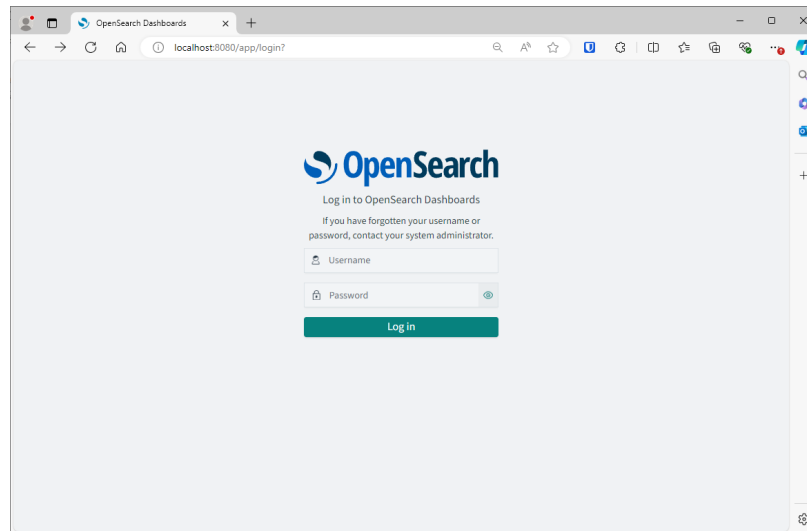 OpenSearch Dashboards
localhost:8080/app/login?
OpenSearch
Log in to OpenSearch Dashboards
If you have forgotten your username or
password, contact your system administrator.
Username
Password
Log in